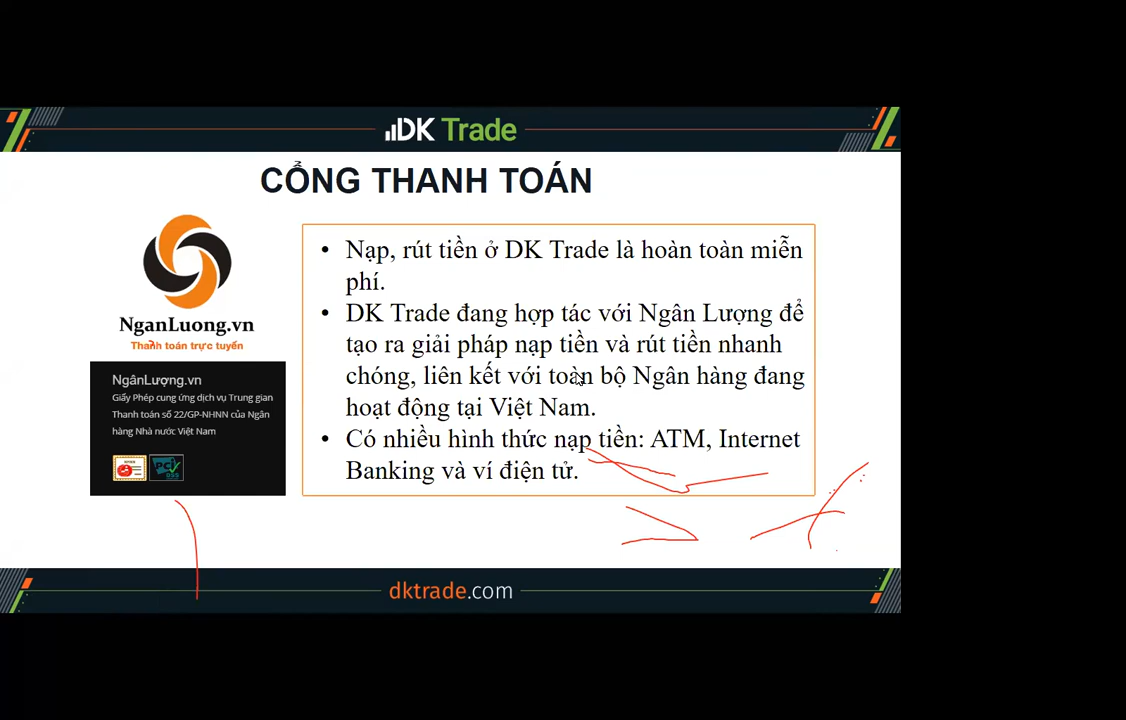 DK Trade
CỔNG THANH TOÁN
NganLuong.vn
Thanh toán trực tuyến
NgânLượng.vn
Giấy Phép cung ứng dịch vụ Trung gian
Thanh toán số 22/GP-NHNN của Ngân
hàng Nhà nước Việt Nam
• Nạp, rút tiền ở DK Trade là hoàn toàn miễn
phí.
• DK Trade đang hợp tác với Ngân Lượng để
tạo ra giải pháp nạp tiền và rút tiền nhanh
chóng, liên kết với toàn bộ Ngân hàng đang
hoạt động tại Việt Nam.
• Có nhiều hình thức nạp tiền: ATM, Internet
Banking và ví điện tử.
dktrade.com